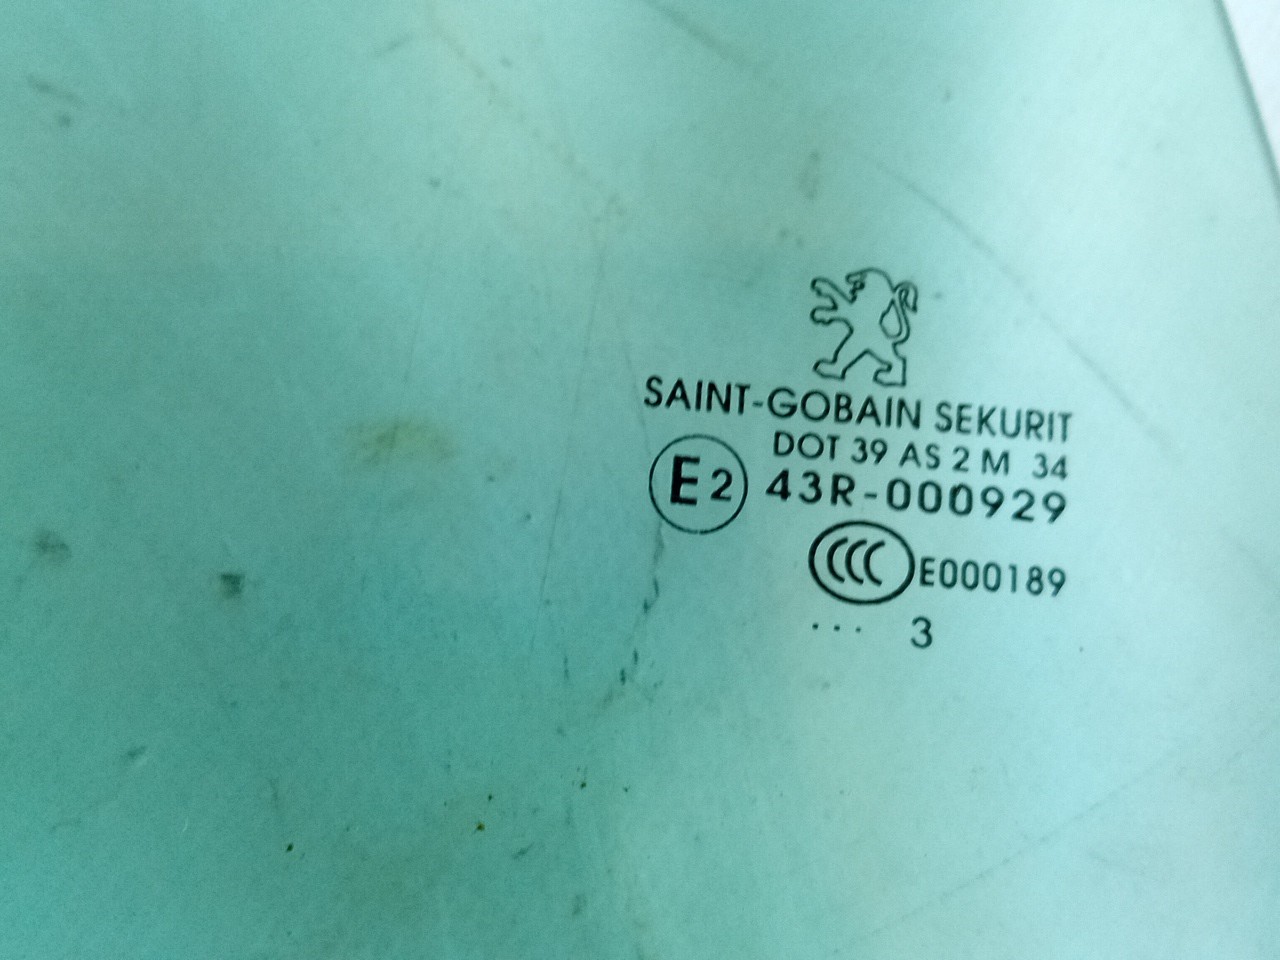 SAINT-GOBAIN SEKURIT
DOT 39 AS 2 M 34
E2 43R-000929
CCC E000189
... 3